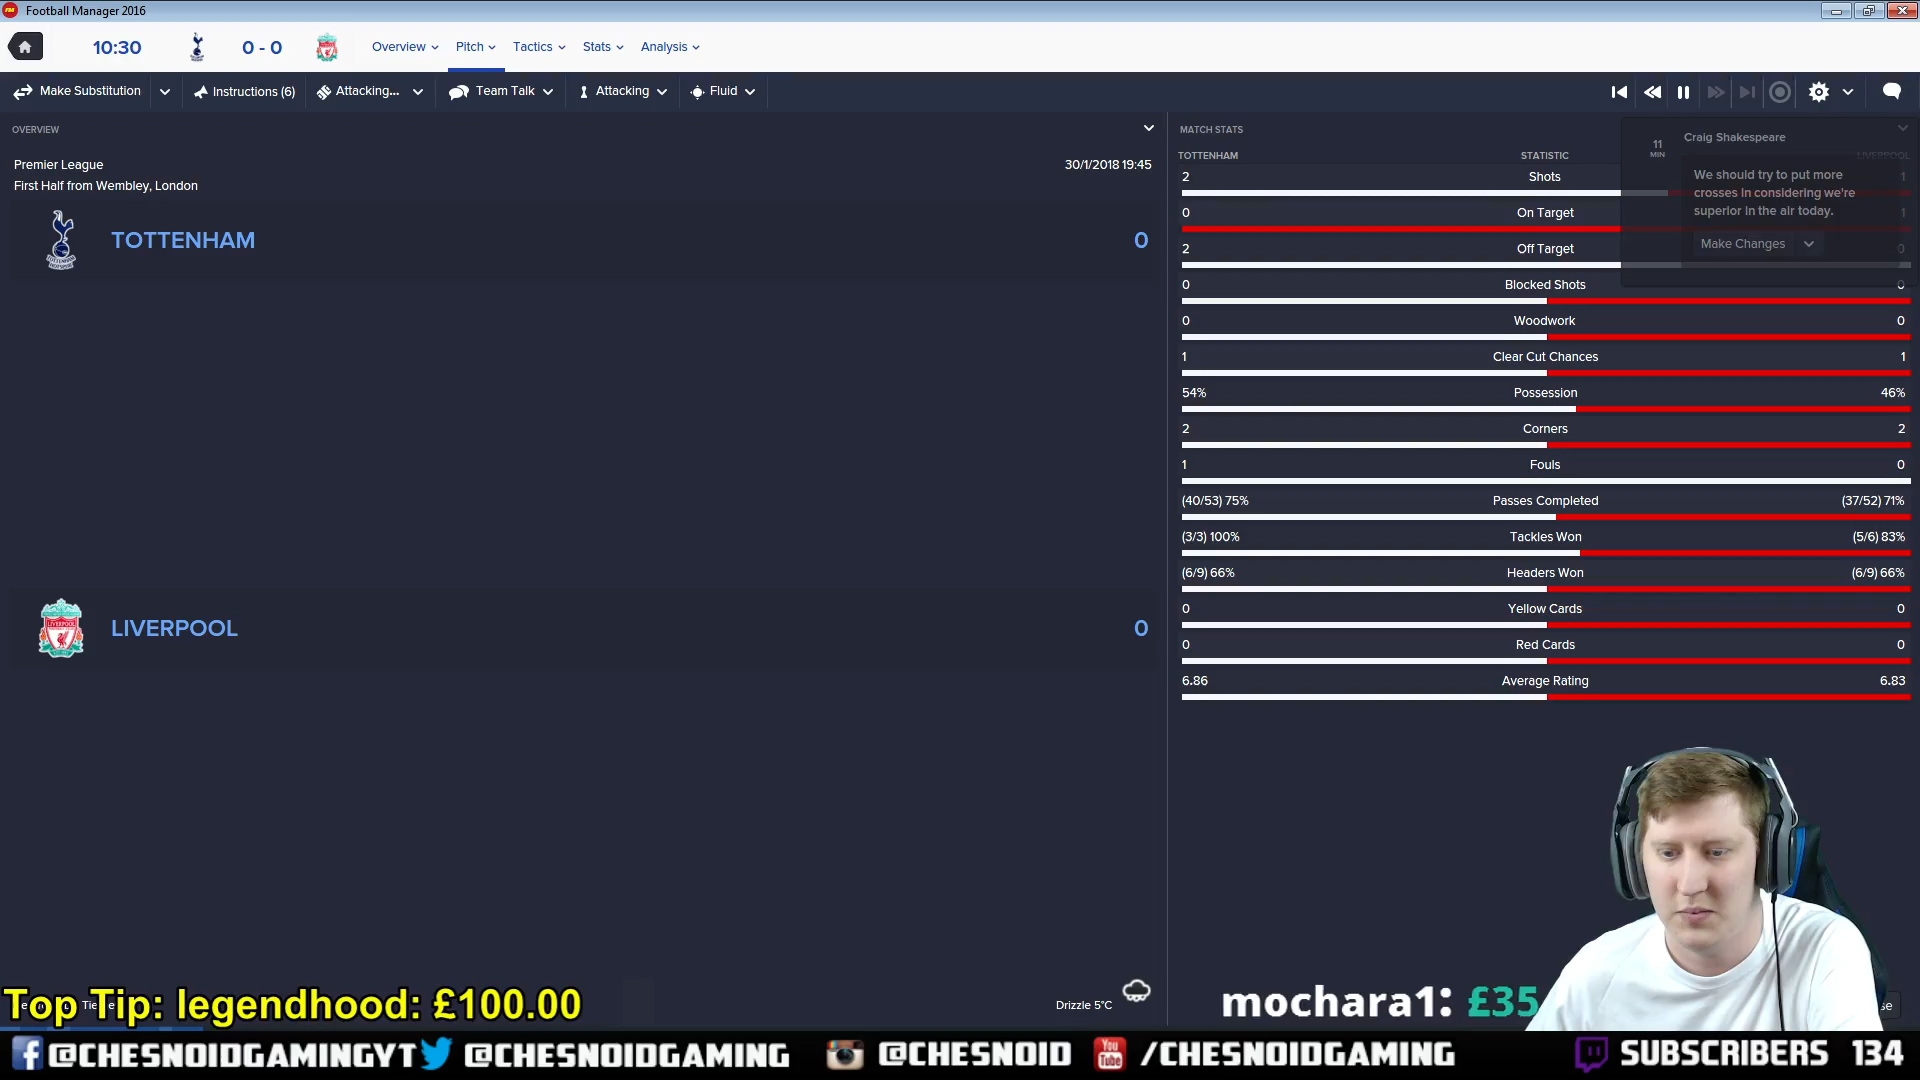 Football Manager 2016
10:30
0 - 0
Overview
Pitch
Tactics
Stats
Analysis
Make Substitution
Instructions (6)
Attacking...
Team Talk
Attacking
Fluid
OVERVIEW
Premier League
30/1/2018 19:45
First Half from Wembley, London
TOTTENHAM
0
LIVERPOOL
0
Drizzle 5°C
MATCH STATS
TOTTENHAM STATISTIC LIVERPOOL
2 Shots 1
0 On Target 1
2 Off Target 0
0 Blocked Shots 0
0 Woodwork 0
1 Clear Cut Chances 1
54% Possession 46%
2 Corners 2
1 Fouls 0
(40/53) 75% Passes Completed (37/52) 71%
(3/3) 100% Tackles Won (5/6) 83%
(6/9) 66% Headers Won (6/9) 66%
0 Yellow Cards 0
0 Red Cards 0
6.86 Average Rating 6.83
11
MIN
Craig Shakespeare
We should try to put more
crosses in considering we're
superior in the air today.
Make Changes
Top Tip: legendhood: £100.00
mochara1: £35
@CHESNOIDGAMINGYT
@CHESNOIDGAMING
@CHESNOID
You
Tube
/CHESNOIDGAMING
SUBSCRIBERS 134